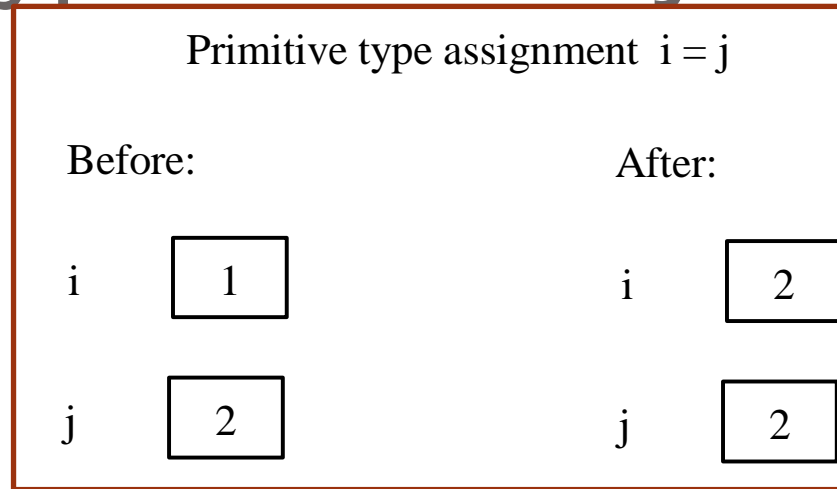 Primitive type assignment i = j
Before: After:
i 1 i 2
j 2 j 2